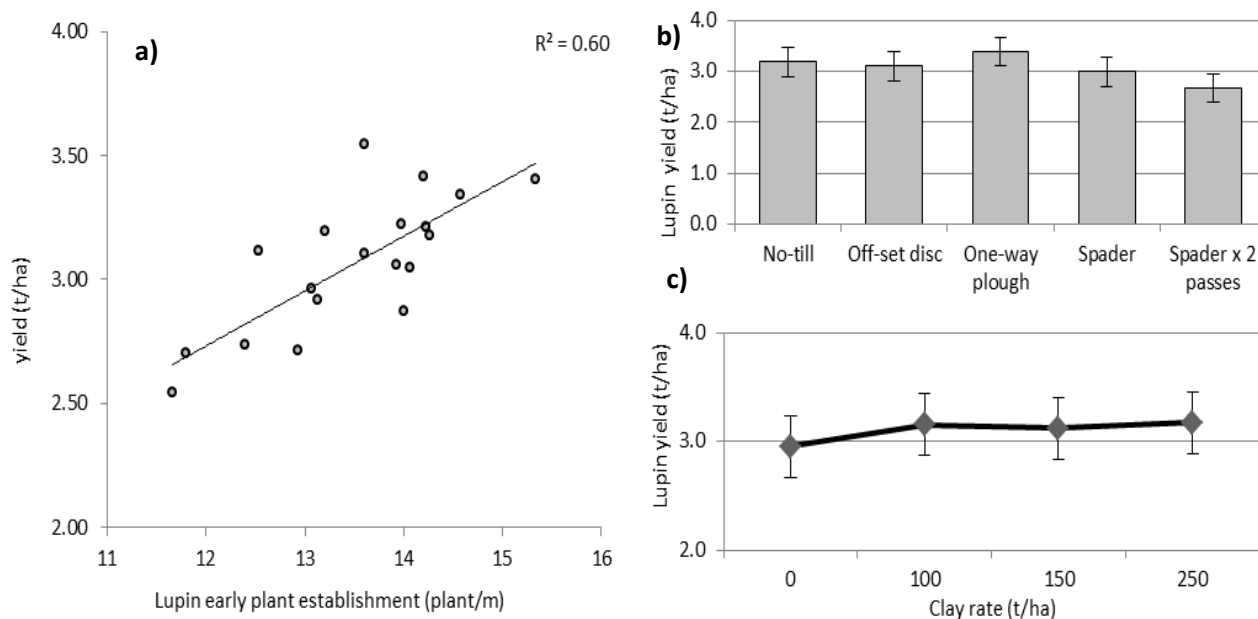 a)
R² = 0.60
4.00
3.50
3.00
2.50
2.00
yield (t/ha)
11 12 13 14 15 16
Lupin early plant establishment (plant/m)
b)
Lupin yield (t/ha)
4.0
3.0
2.0
1.0
0.0
No-till Off-set disc One-way Spader Spader x 2
plough passes
c)
Lupin yield (t/ha)
4.0
3.0
2.0
0 100 150 250
Clay rate (t/ha)